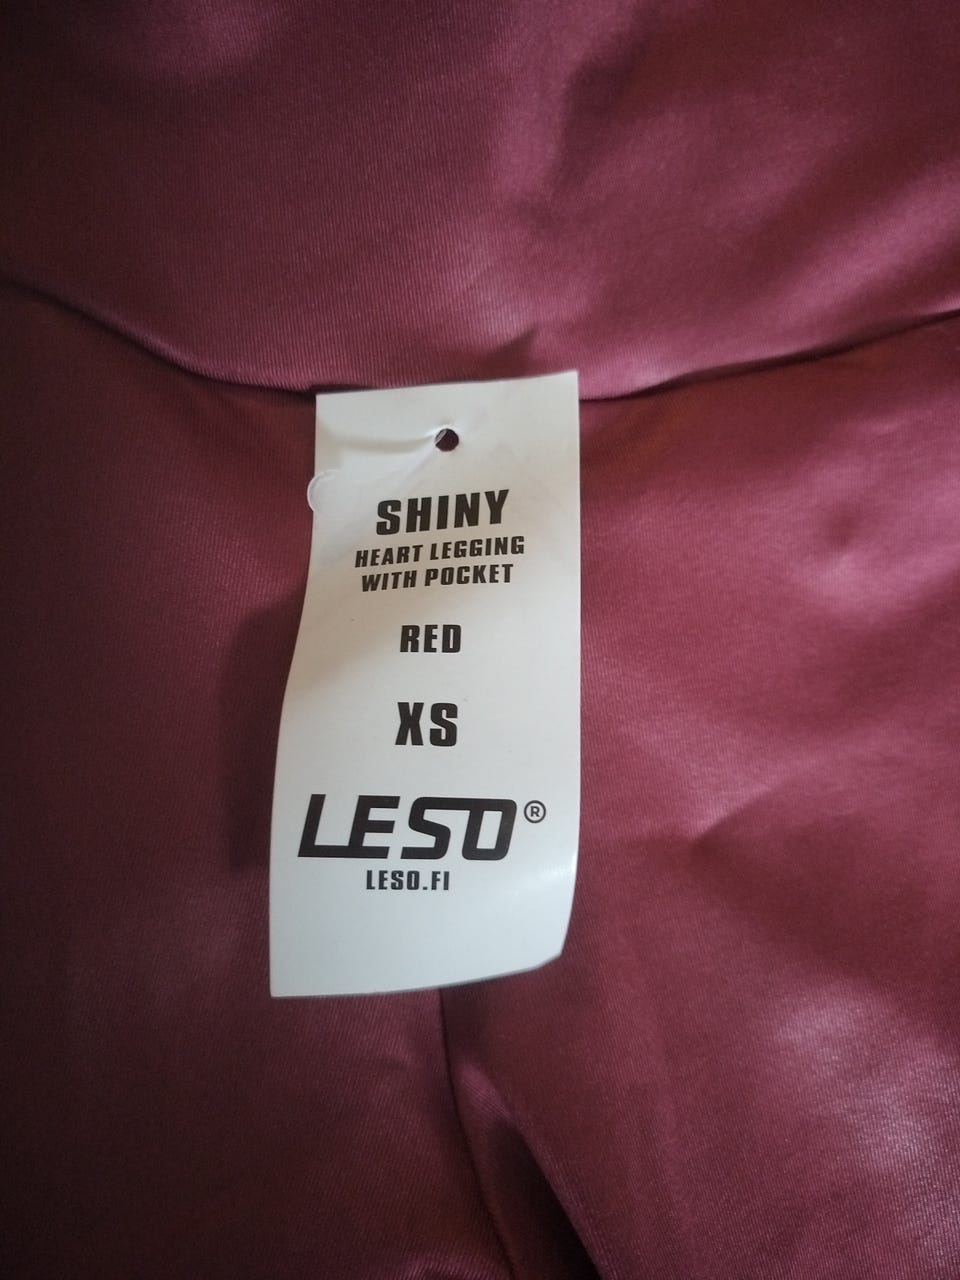 SHINY
HEART LEGGING
WITH POCKET
RED
XS
LESO®
LESO.FI